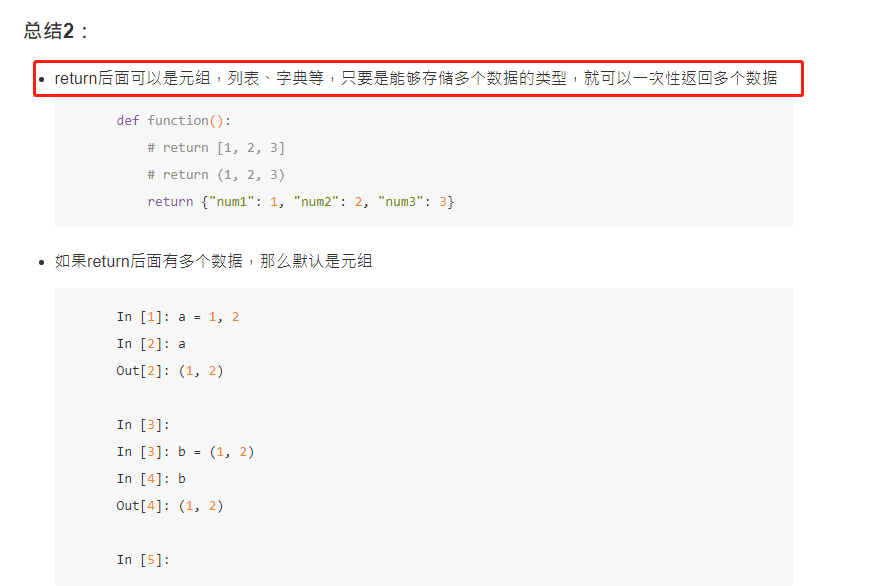 总结2：
return后面可以是元组，列表、字典等，只要是能够存储多个数据的类型，就可以一次性返回多个数据
def function():
# return [1, 2, 3]
# return (1, 2, 3)
return {"num1": 1, "num2": 2, "num3": 3}
如果return后面有多个数据，那么默认是元组
In [1]: a = 1, 2
In [2]: a
Out[2]: (1, 2)
In [3]:
In [3]: b = (1, 2)
In [4]: b
Out[4]: (1, 2)
In [5]: